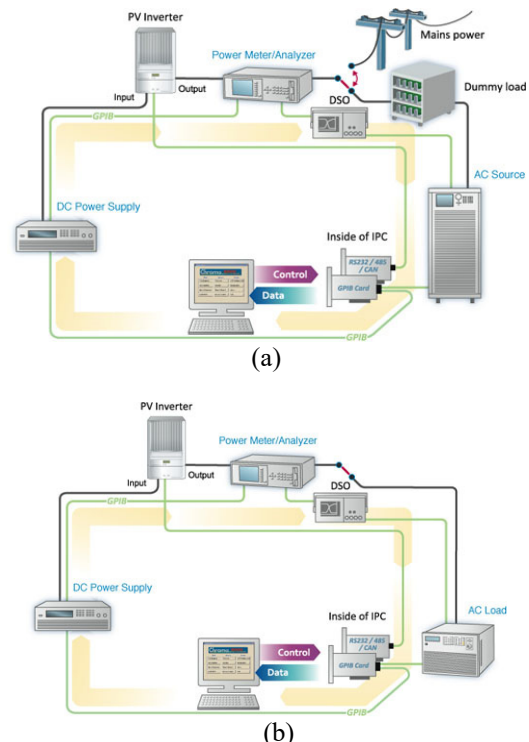 PV Inverter
Power Meter/Analyzer
Mains power
Input
Output
GPIB
DSO
Dummy load
AC Source
DC Power Supply
Inside of IPC
RS232 / 485
/ CAN
Control
Data
GPIB Card
GPIB
(a)
PV Inverter
Power Meter/Analyzer
Input
Output
GPIB
DSO
DC Power Supply
Inside of IPC
AC Load
RS232 / 485
/ CAN
Control
Data
GPIB Card
GPIB
(b)